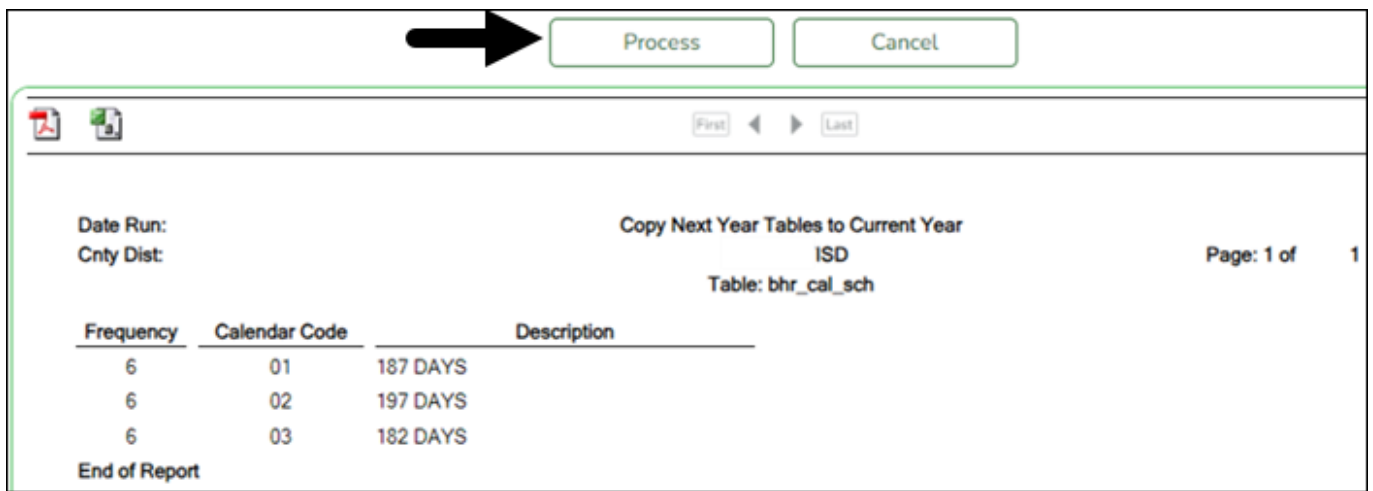 Process Cancel
First Last
Date Run: Copy Next Year Tables to Current Year
Cnty Dist: ISD Page: 1 of 1
Table: bhr_cal_sch
Frequency Calendar Code Description
6 01 187 DAYS
6 02 197 DAYS
6 03 182 DAYS
End of Report